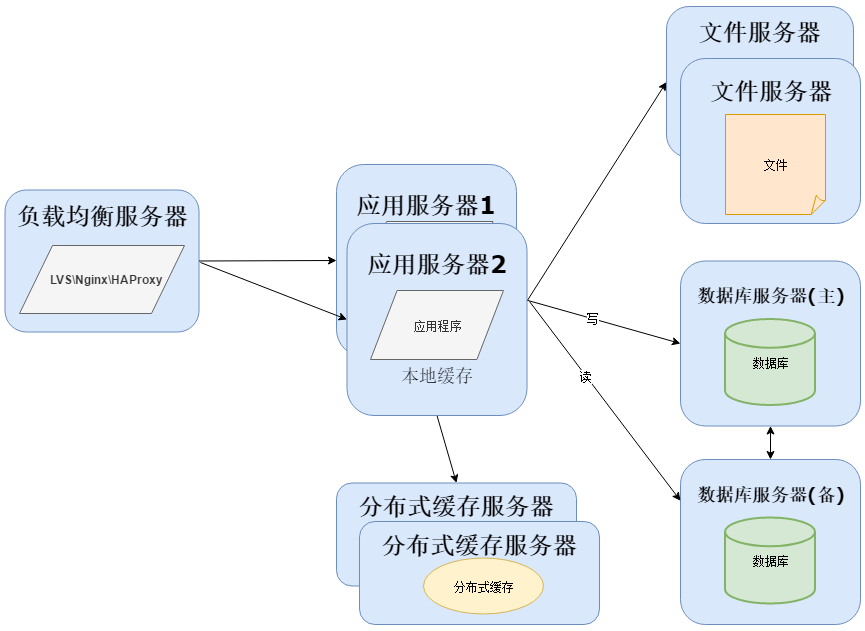 负载均衡服务器
LVS\Nginx\HAProxy
应用服务器1
应用服务器2
应用程序
本地缓存
分布式缓存服务器
分布式缓存服务器
分布式缓存
写
读
文件服务器
文件服务器
文件
数据库服务器(主)
数据库
数据库服务器(备)
数据库